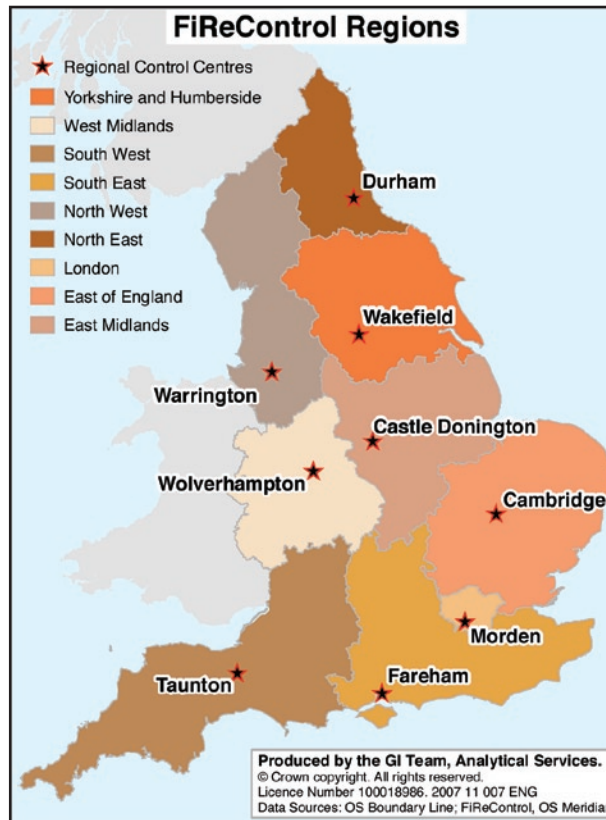 FiReControl Regions
Regional Control Centres
Yorkshire and Humberside
West Midlands
South West
South East
North West
North East
London
East of England
East Midlands
Durham
Wakefield
Warrington
Castle Donington
Wolverhampton
Cambridge
Morden
Taunton
Fareham
Produced by the GI Team, Analytical Services.
© Crown copyright. All rights reserved.
Licence Number 100018986. 2007 11 007 ENG
Data Sources: OS Boundary Line; FiReControl, OS Meridian